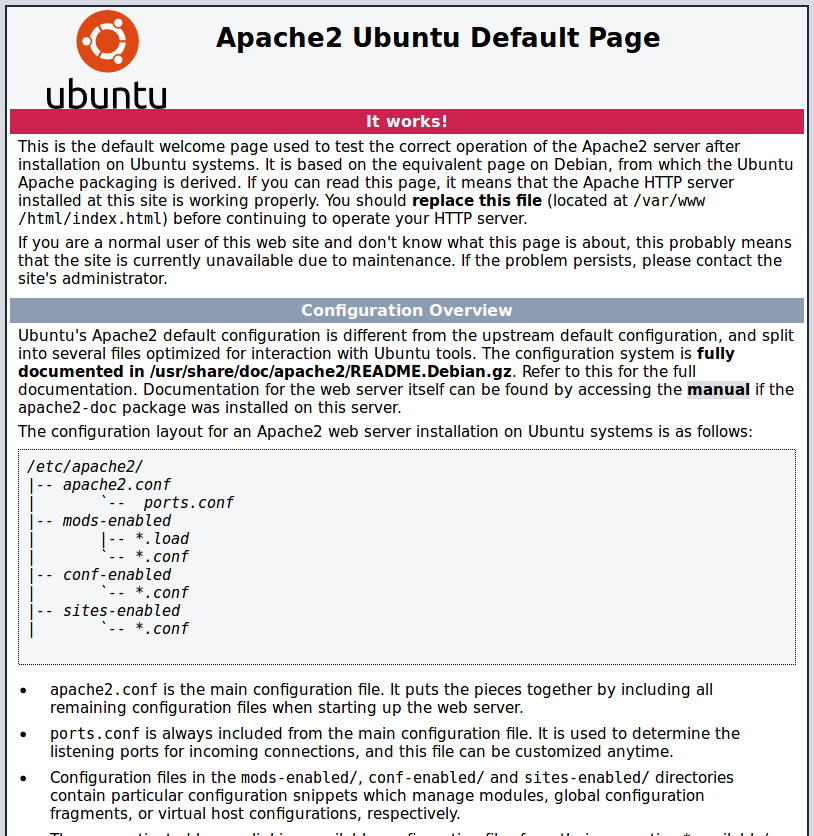 ubuntu
Apache2 Ubuntu Default Page
It works!
This is the default welcome page used to test the correct operation of the Apache2 server after
installation on Ubuntu systems. It is based on the equivalent page on Debian, from which the Ubuntu
Apache packaging is derived. If you can read this page, it means that the Apache HTTP server
installed at this site is working properly. You should replace this file (located at /var/www
/html/index.html) before continuing to operate your HTTP server.
If you are a normal user of this web site and don't know what this page is about, this probably means
that the site is currently unavailable due to maintenance. If the problem persists, please contact the
site's administrator.
Configuration Overview
Ubuntu's Apache2 default configuration is different from the upstream default configuration, and split
into several files optimized for interaction with Ubuntu tools. The configuration system is fully
documented in /usr/share/doc/apache2/README.Debian.gz. Refer to this for the full
documentation. Documentation for the web server itself can be found by accessing the manual if the
apache2-doc package was installed on this server.
The configuration layout for an Apache2 web server installation on Ubuntu systems is as follows:
/etc/apache2/
|-- apache2.conf
|       `--  ports.conf
|-- mods-enabled
|       |-- *.load
|       `-- *.conf
|-- conf-enabled
|       `-- *.conf
|-- sites-enabled
|       `-- *.conf
• apache2.conf is the main configuration file. It puts the pieces together by including all
remaining configuration files when starting up the web server.
• ports.conf is always included from the main configuration file. It is used to determine the
listening ports for incoming connections, and this file can be customized anytime.
• Configuration files in the mods-enabled/, conf-enabled/ and sites-enabled/ directories
contain particular configuration snippets which manage modules, global configuration
fragments, or virtual host configurations, respectively.